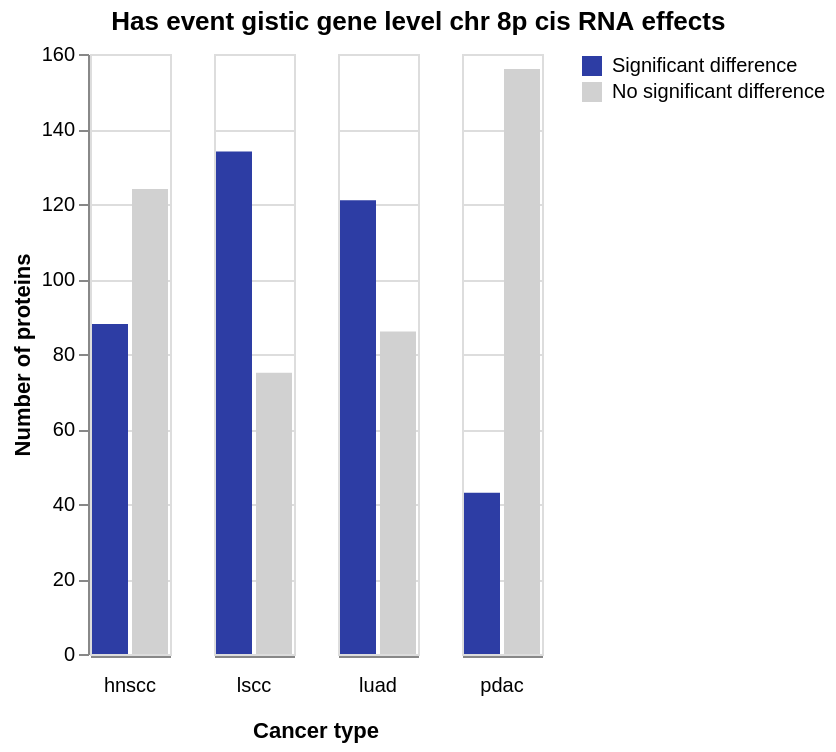 Has event gistic gene level chr 8p cis RNA effects
Significant difference
No significant difference
Number of proteins
160
140
120
100
80
60
40
20
0
hnscc lscc luad pdac
Cancer type